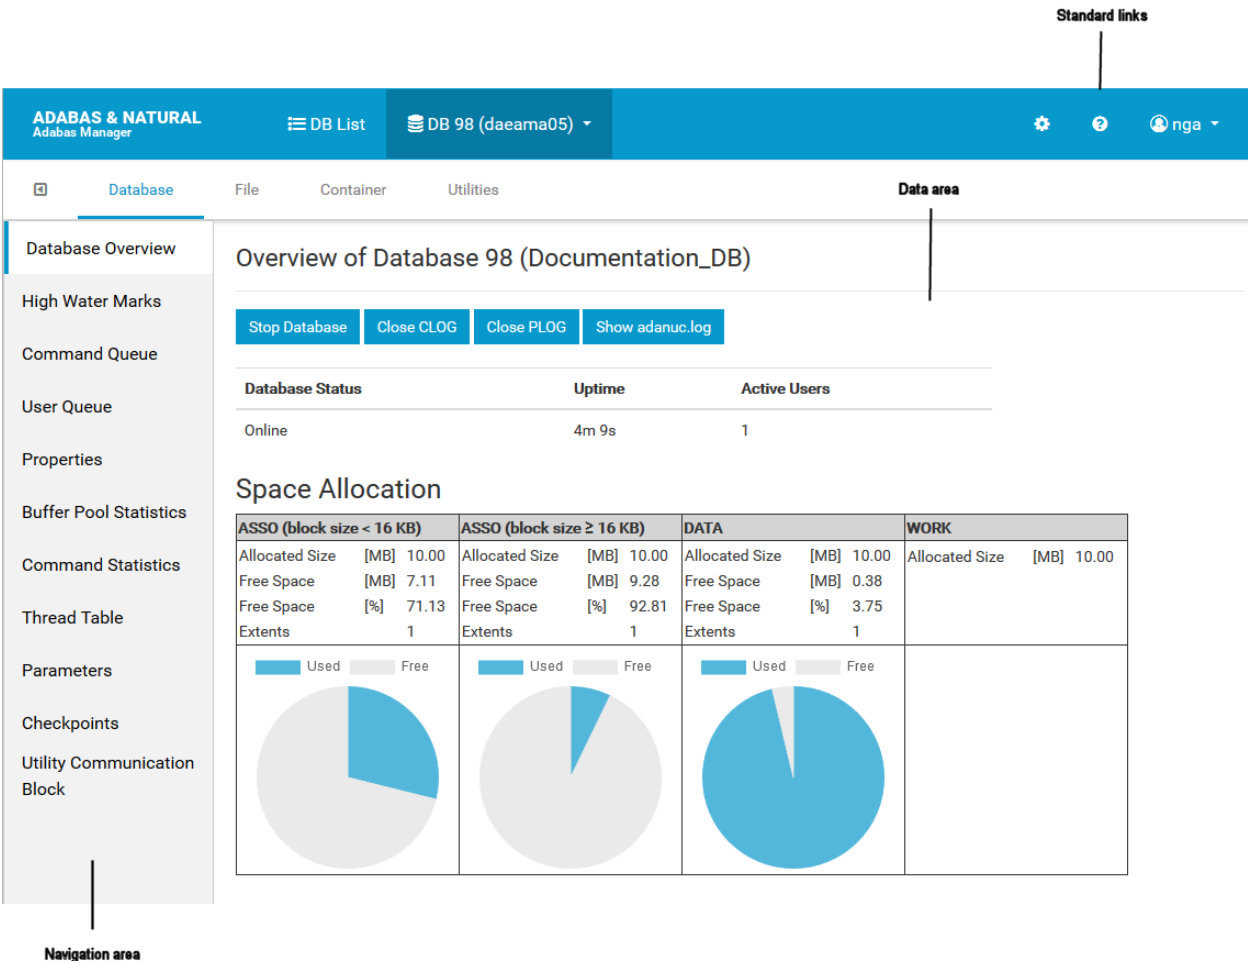 Standard links
ADABAS & NATURAL
Adabas Manager
DB List
DB 98 (daeama05)
nga
Database
File
Container
Utilities
Data area
Database Overview
High Water Marks
Command Queue
User Queue
Properties
Buffer Pool Statistics
Command Statistics
Thread Table
Parameters
Checkpoints
Utility Communication
Block
Navigation area
Overview of Database 98 (Documentation_DB)
Stop Database
Close CLOG
Close PLOG
Show adanuc.log
Database Status Uptime Active Users
Online 4m 9s 1
Space Allocation
ASSO (block size < 16 KB) ASSO (block size ≥ 16 KB) DATA WORK
Allocated Size [MB] 10.00 Allocated Size [MB] 10.00 Allocated Size [MB] 10.00 Allocated Size [MB] 10.00
Free Space [MB] 7.11 Free Space [MB] 9.28 Free Space [MB] 0.38
Free Space [%] 71.13 Free Space [%] 92.81 Free Space [%] 3.75
Extents 1 Extents 1 Extents 1
Used Free Used Free Used Free